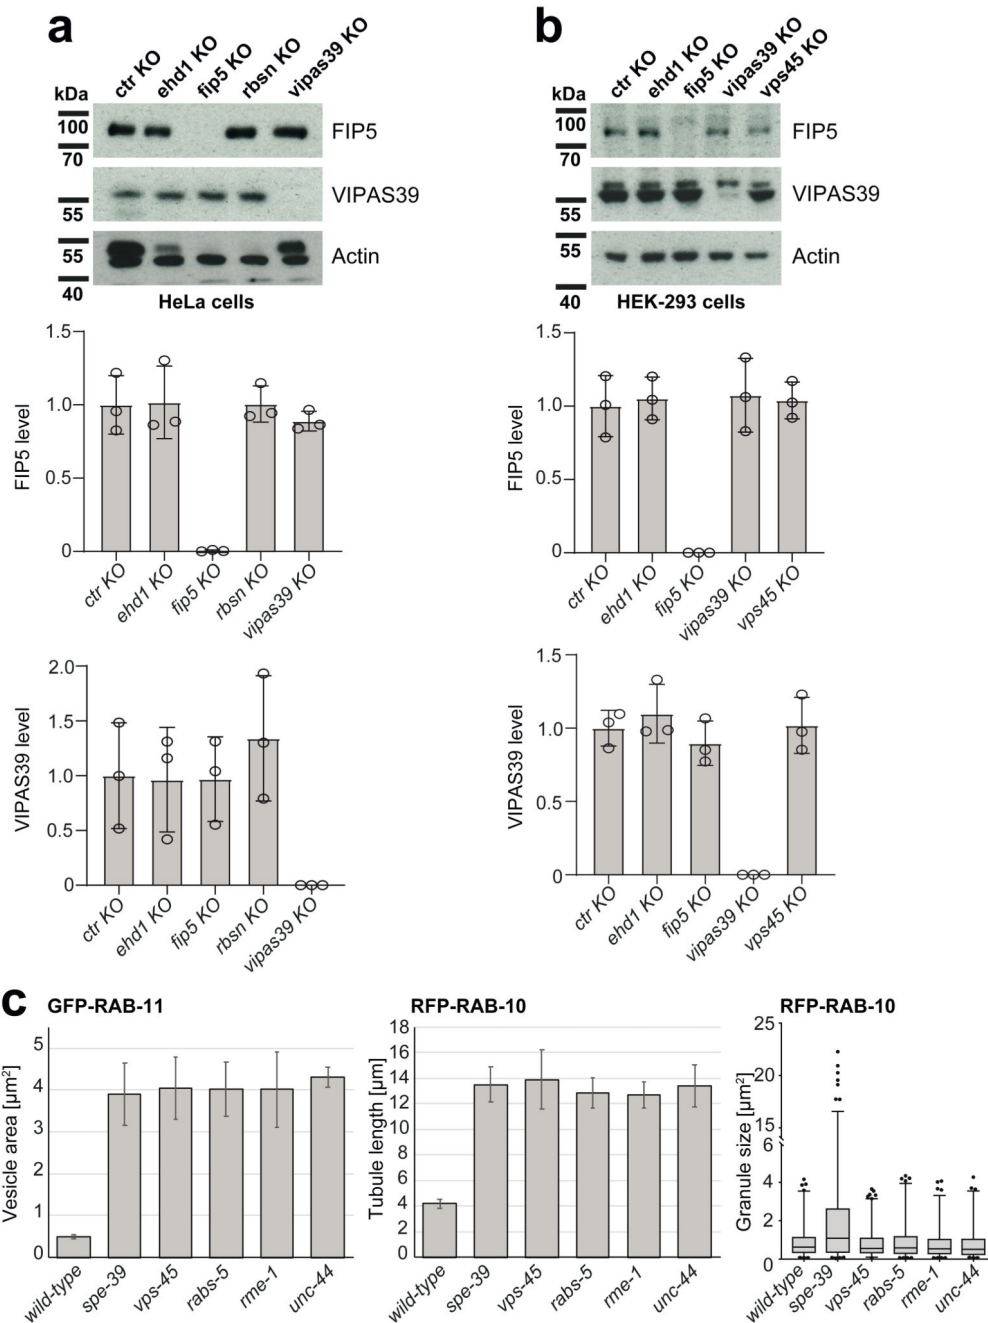 a
ctr KO
ehd1 KO
fip5 KO
rbsn KO
vipas39 KO
kDa
100
70
FIP5
55
VIPAS39
55
40
Actin
HeLa cells
1.5
1.0
0.5
0
FIP5 level
ctr KO
ehd1 KO
fip5 KO
rbsn KO
vipas39 KO
2.0
1.5
1.0
0.5
0
VIPAS39 level
ctr KO
ehd1 KO
fip5 KO
rbsn KO
vipas39 KO
b
ctr KO
ehd1 KO
fip5 KO
vipas39 KO
vps45 KO
kDa
100
70
FIP5
55
VIPAS39
55
40
Actin
HEK-293 cells
1.5
1.0
0.5
0
FIP5 level
ctr KO
ehd1 KO
fip5 KO
vipas39 KO
vps45 KO
1.5
1.0
0.5
0
VIPAS39 level
ctr KO
ehd1 KO
fip5 KO
vipas39 KO
vps45 KO
c
GFP-RAB-11
5
4
3
2
1
0
Vesicle area [µm²]
wild-type
spe-39
vps-45
rabs-5
rme-1
unc-44
RFP-RAB-10
18
16
14
12
10
8
6
4
2
0
Tubule length [µm]
wild-type
spe-39
vps-45
rabs-5
rme-1
unc-44
RFP-RAB-10
25
20
15
6
4
2
0
Granule size [µm²]
wild-type
spe-39
vps-45
rabs-5
rme-1
unc-44